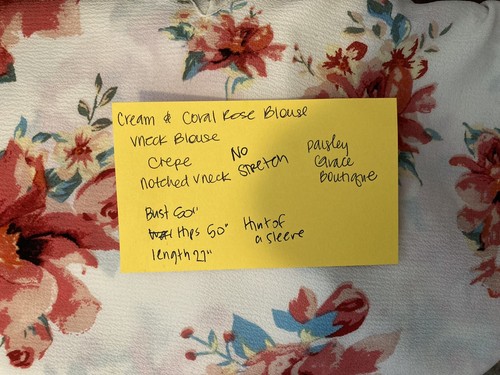 Cream & Coral Rose Blouse
Vneck Blouse
Crepe
notched Vneck
NO
Stretch
paisley
Grace
Boutique
Bust 50"
Hips 50"
length 27"
Hint of
a sleeve